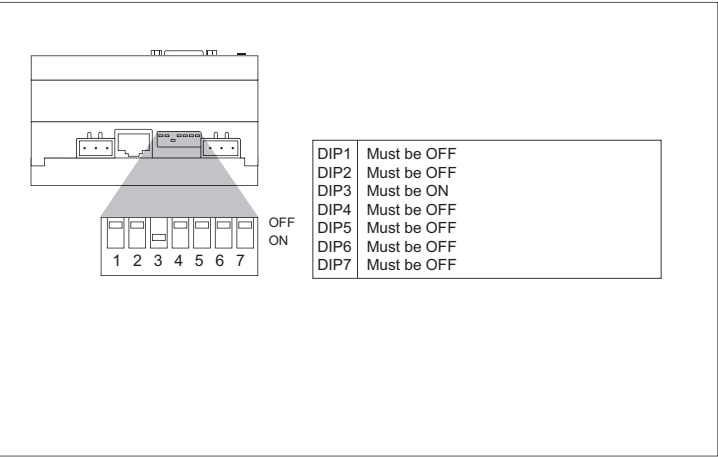 OFF
ON
1 2 3 4 5 6 7
DIP1 Must be OFF
DIP2 Must be OFF
DIP3 Must be ON
DIP4 Must be OFF
DIP5 Must be OFF
DIP6 Must be OFF
DIP7 Must be OFF